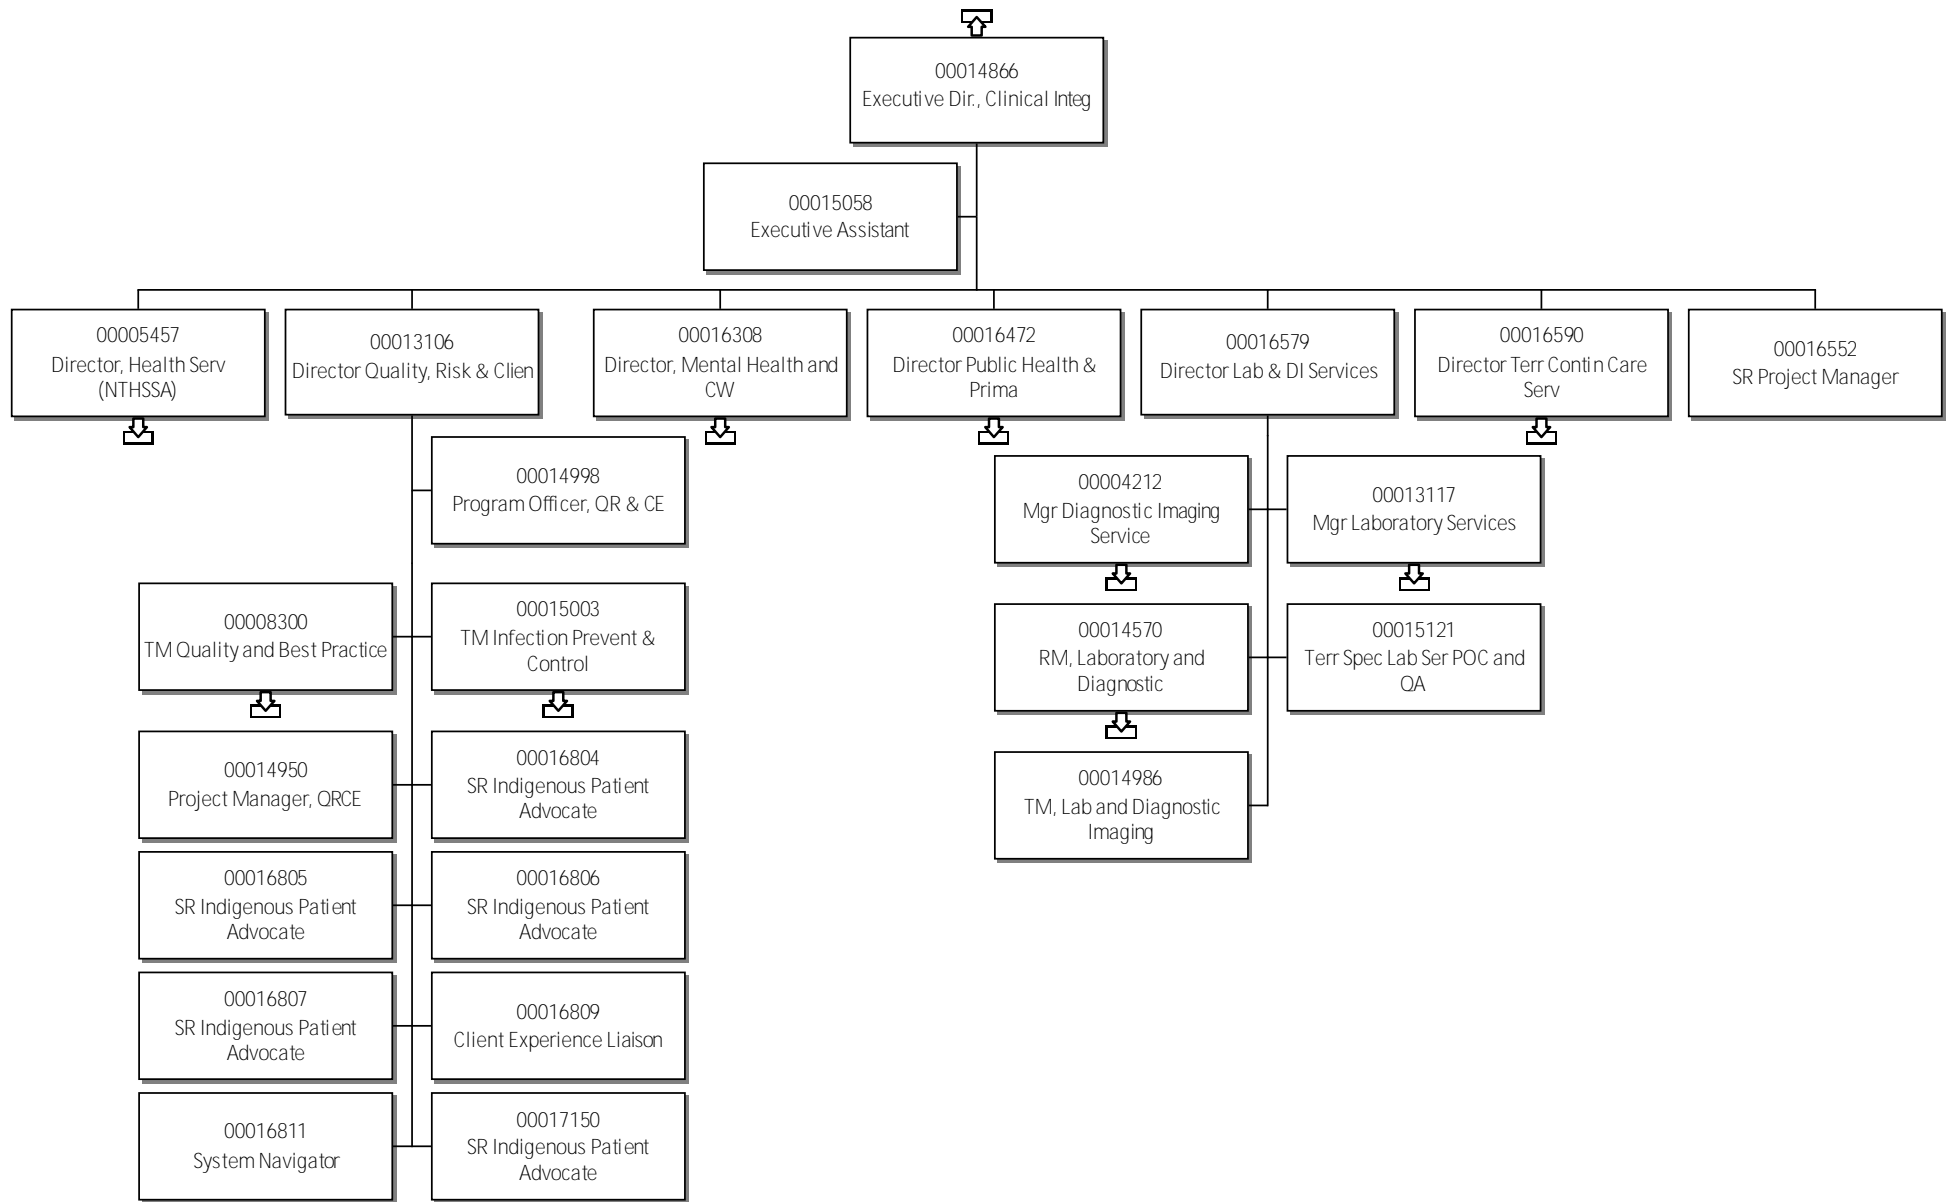 00014866
Executive Dir., Clinical Integ
00015058
Executive Assistant
00005457
Director, Health Serv
(NTHSSA)
00013106
Director Quality, Risk & Clien
00016308
Director, Mental Health and
CW
00016472
Director Public Health &
Prima
00016579
Director Lab & DI Services
00016590
Director Terr Contin Care
Serv
00016552
SR Project Manager
00014998
Program Officer, QR & CE
00008300
TM Quality and Best Practice
00015003
TM Infection Prevent &
Control
00014950
Project Manager, QRCE
00016804
SR Indigenous Patient
Advocate
00016805
SR Indigenous Patient
Advocate
00016806
SR Indigenous Patient
Advocate
00016807
SR Indigenous Patient
Advocate
00016809
Client Experience Liaison
00016811
System Navigator
00017150
SR Indigenous Patient
Advocate
00004212
Mgr Diagnostic Imaging
Service
00013117
Mgr Laboratory Services
00014570
RM, Laboratory and
Diagnostic
00015121
Terr Spec Lab Ser POC and
QA
00014986
TM, Lab and Diagnostic
Imaging